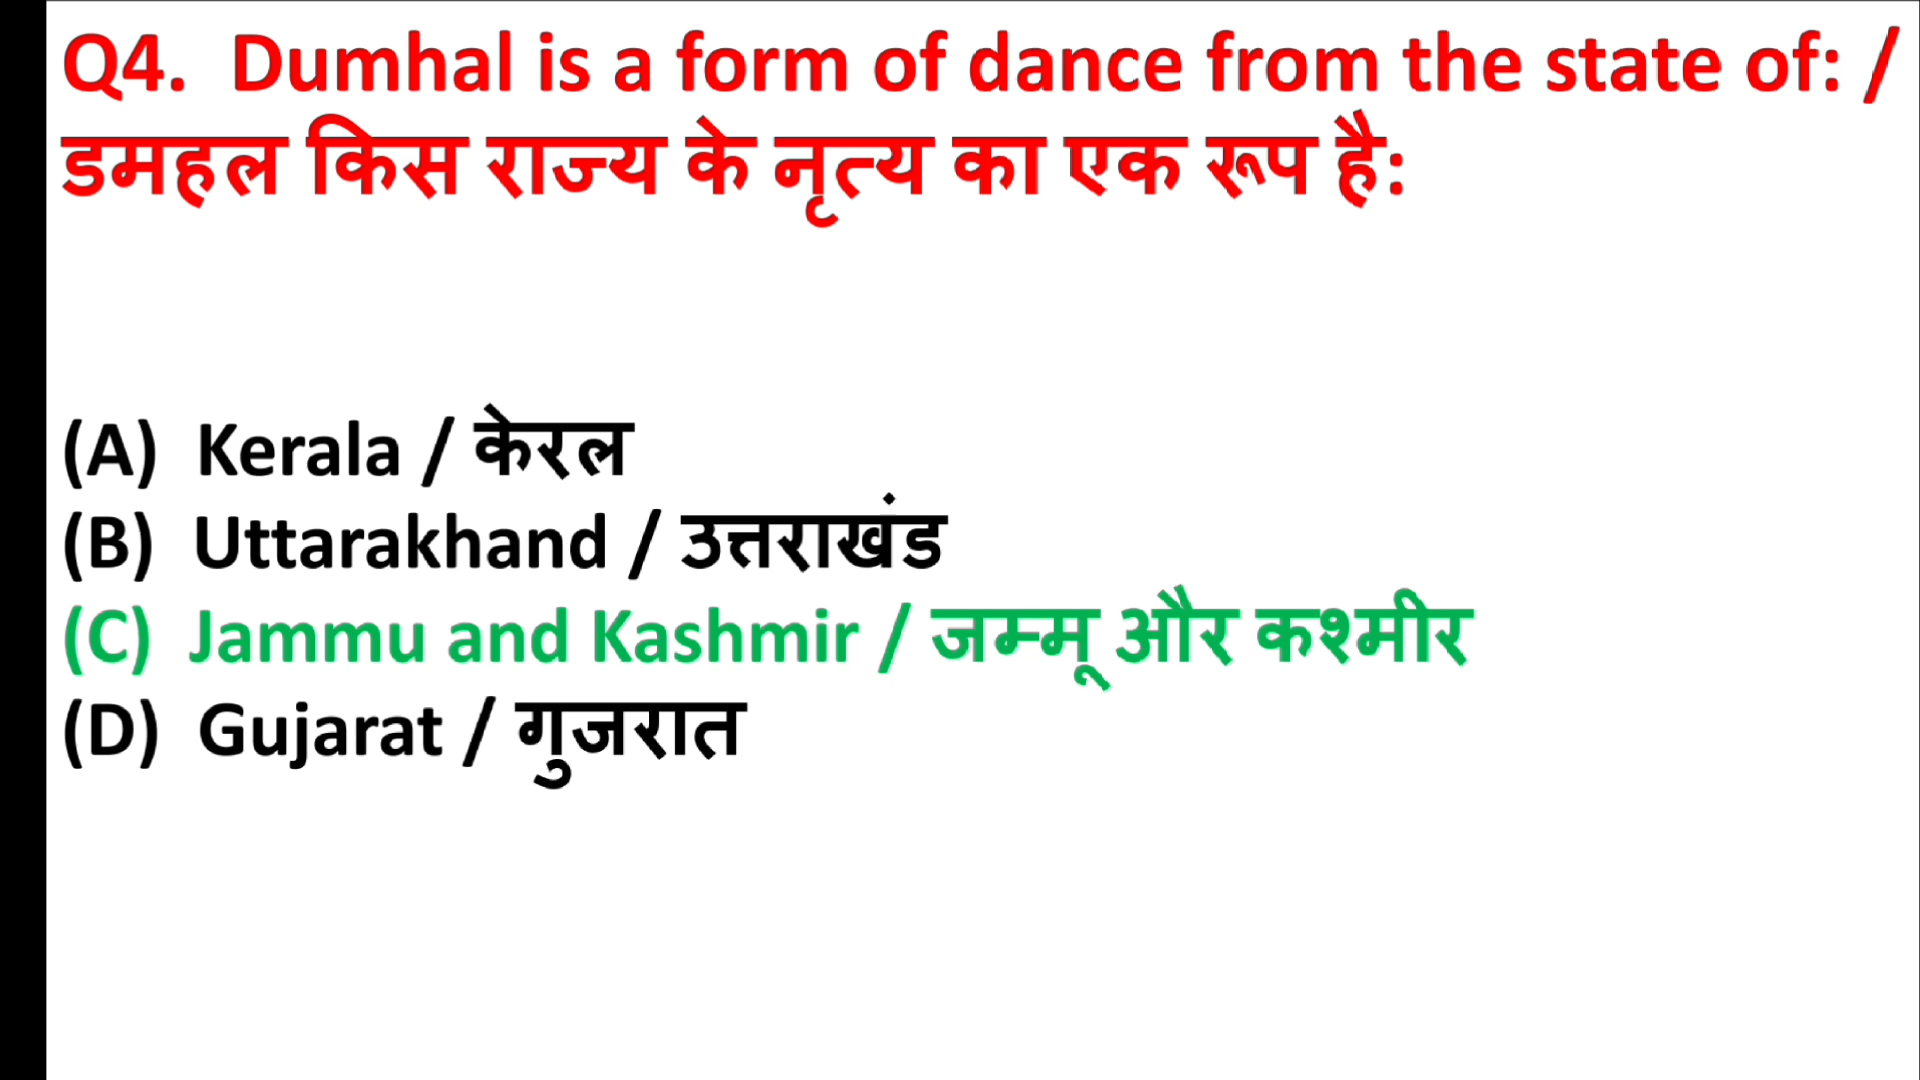 Q4. Dumhal is a form of dance from the state of: /
डमहल किस राज्य के नृत्य का एक रूप है:
(A) Kerala / केरल
(B) Uttarakhand / उत्तराखंड
(C) Jammu and Kashmir / जम्मू और कश्मीर
(D) Gujarat / गुजरात